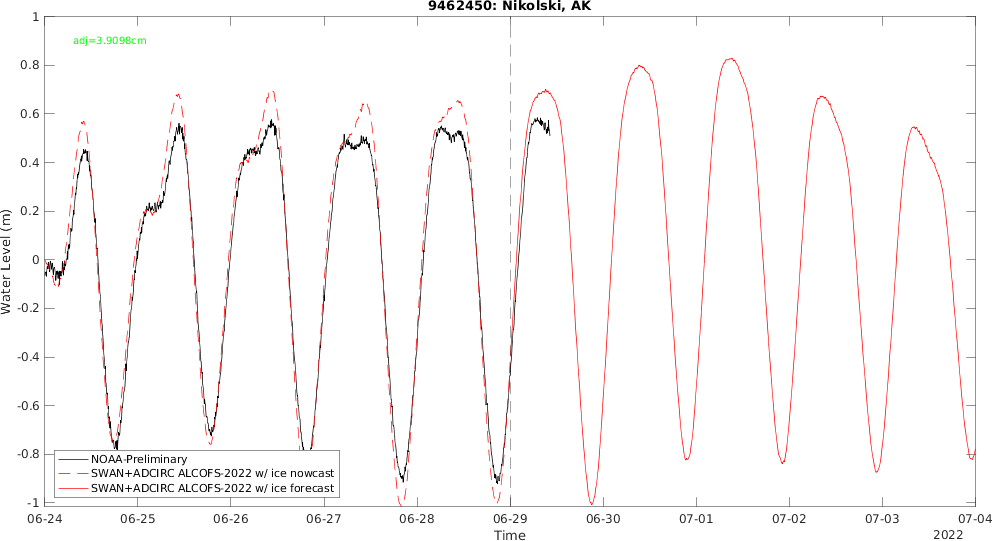 9462450: Nikolski, AK
adj=3.9098cm
Water Level (m)
1
0.8
0.6
0.4
0.2
0
-0.2
-0.4
-0.6
-0.8
-1
NOAA-Preliminary
SWAN+ADCIRC ALCOFS-2022 w/ ice nowcast
SWAN+ADCIRC ALCOFS-2022 w/ ice forecast
06-24 06-25 06-26 06-27 06-28 06-29 06-30 07-01 07-02 07-03 07-04
Time
2022